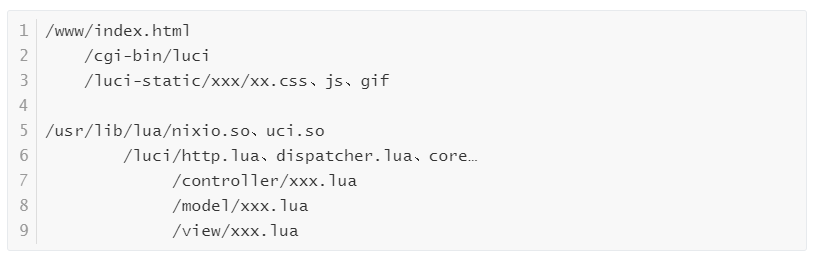 1 /www/index.html
2     /cgi-bin/luci
3     /luci-static/xxx/xx.css、js、gif
4
5 /usr/lib/lua/nixio.so、uci.so
6         /luci/http.lua、dispatcher.lua、core…
7             /controller/xxx.lua
8             /model/xxx.lua
9             /view/xxx.lua